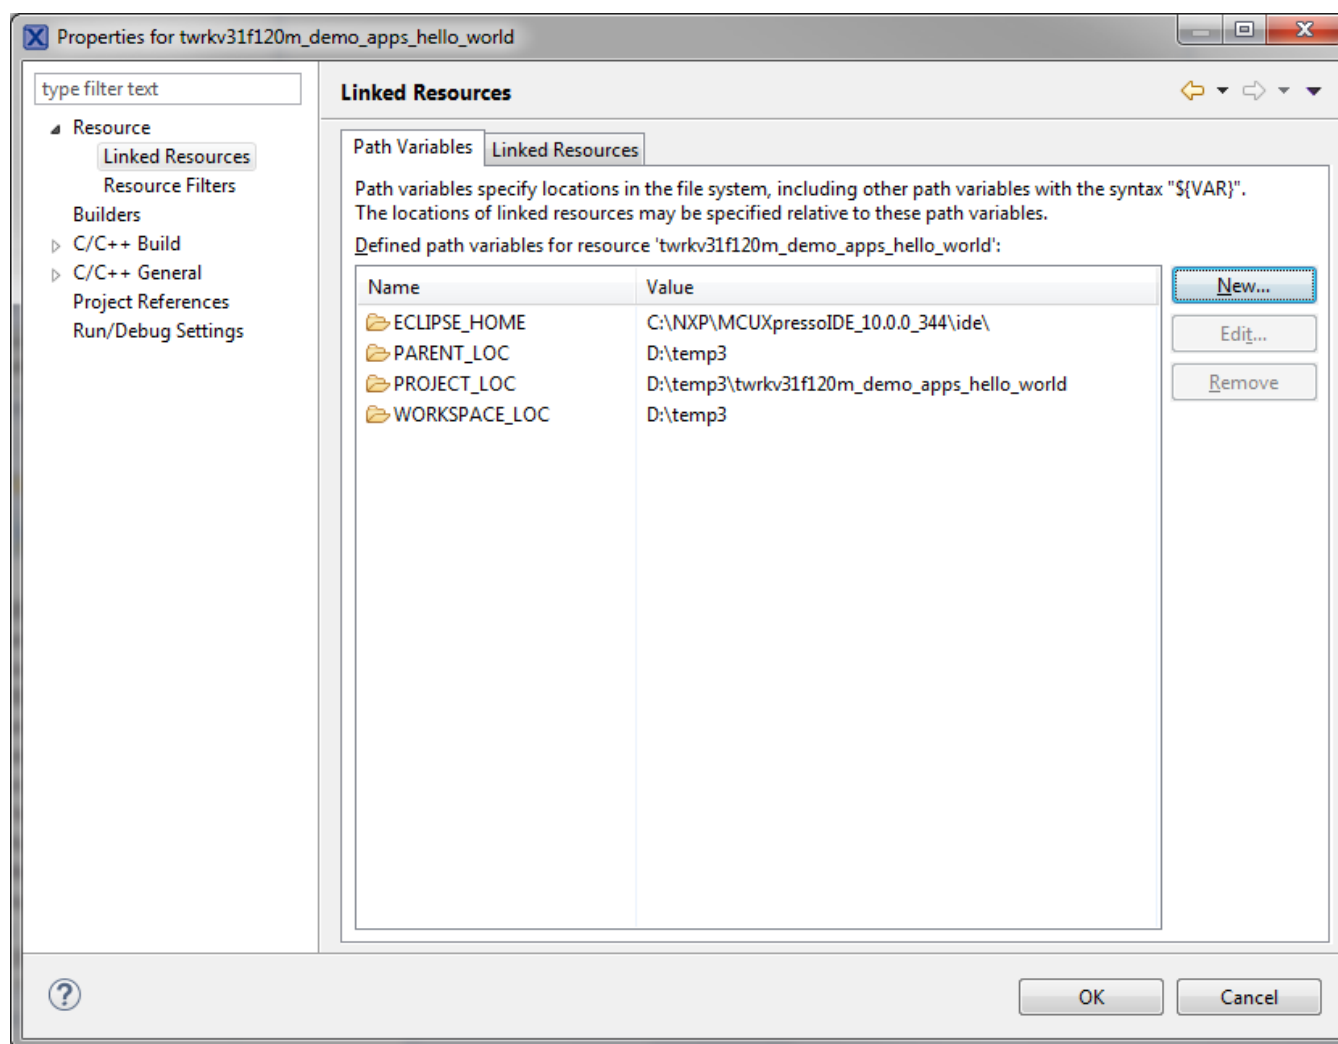 Properties for twrkv31f120m_demo_apps_hello_world
type filter text
Resource
Linked Resources
Resource Filters
Builders
C/C++ Build
C/C++ General
Project References
Run/Debug Settings
Linked Resources
Path Variables
Linked Resources
Path variables specify locations in the file system, including other path variables with the syntax "${VAR}".
The locations of linked resources may be specified relative to these path variables.
Defined path variables for resource 'twrkv31f120m_demo_apps_hello_world':
Name Value
ECLIPSE_HOME C:\NXP\MCUXpressoIDE_10.0.0_344\ide\
PARENT_LOC D:\temp3
PROJECT_LOC D:\temp3\twrkv31f120m_demo_apps_hello_world
WORKSPACE_LOC D:\temp3
New...
Edit...
Remove
OK
Cancel